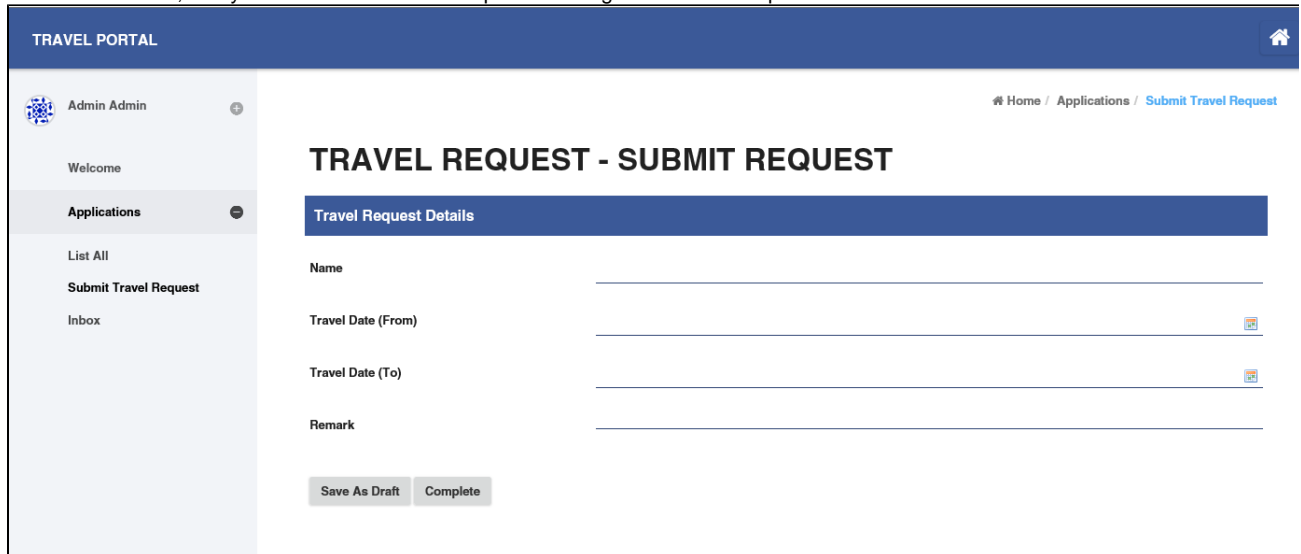 TRAVEL PORTAL
Admin Admin
Home / Applications / Submit Travel Request
Welcome
Applications
List All
Submit Travel Request
Inbox
TRAVEL REQUEST - SUBMIT REQUEST
Travel Request Details
Name
Travel Date (From)
Travel Date (To)
Remark
Save As Draft Complete